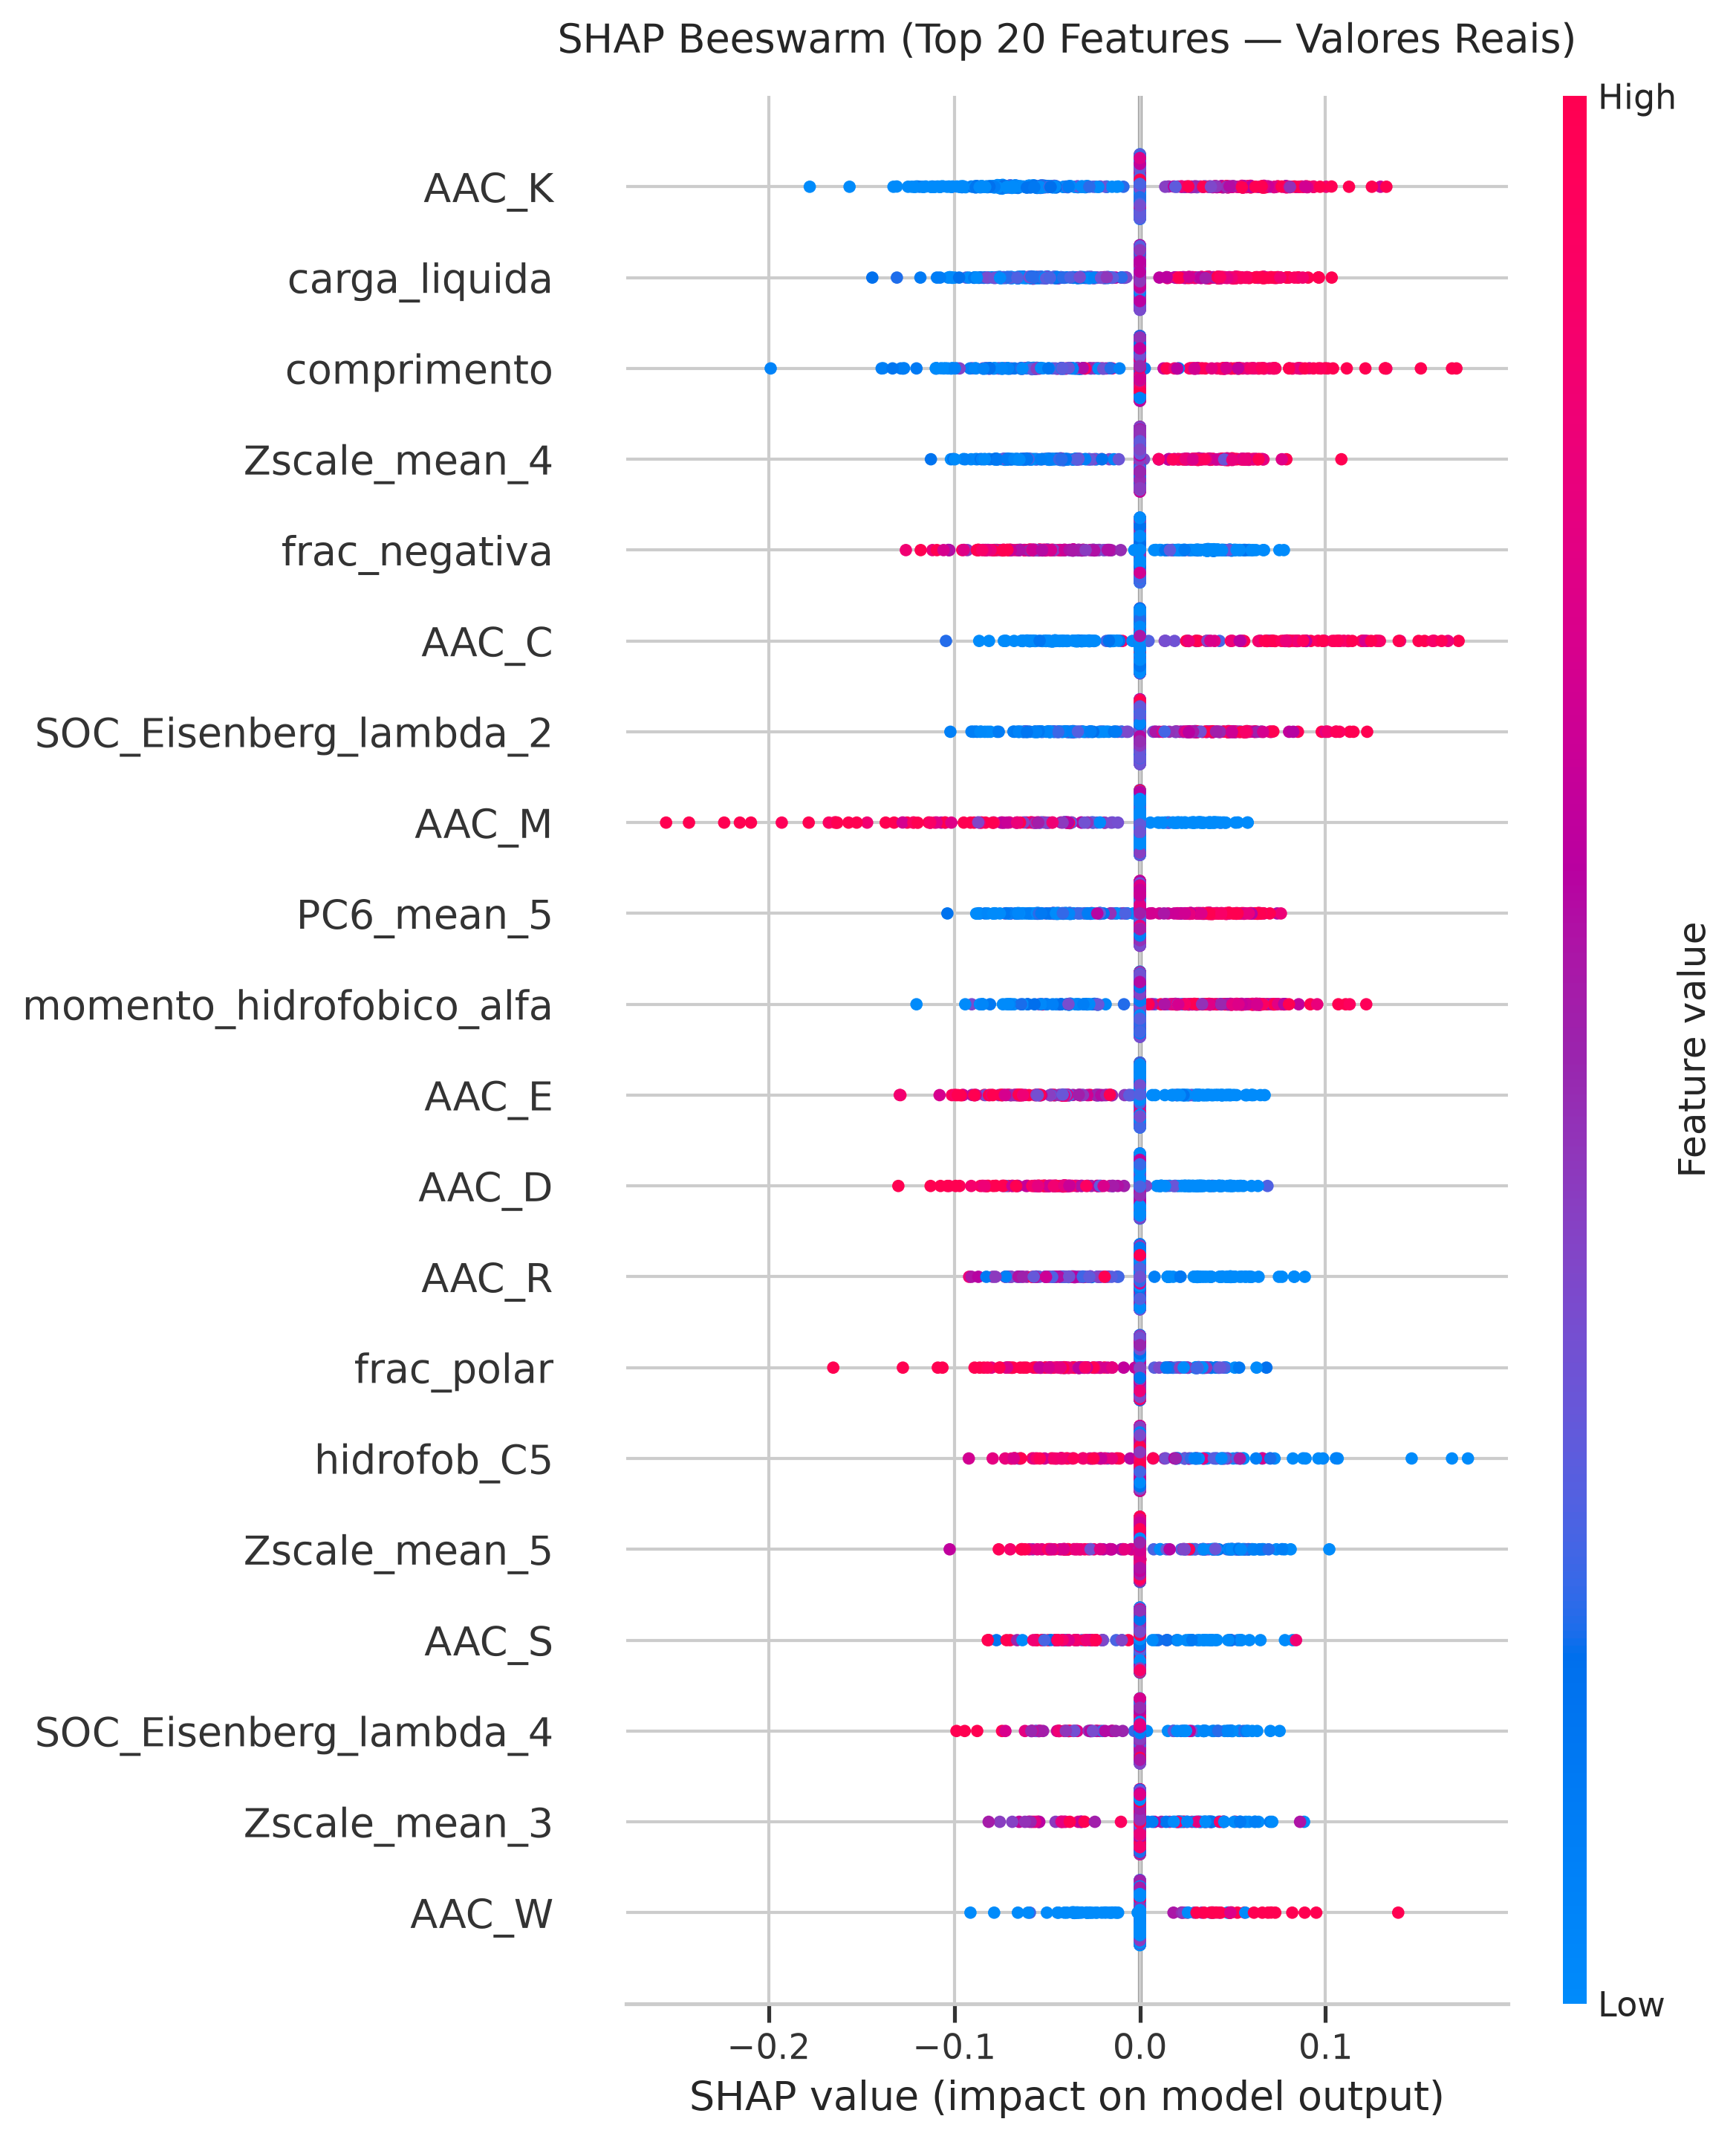 SHAP Beeswarm (Top 20 Features — Valores Reais)
High
AAC_K
carga_liquida
comprimento
Zscale_mean_4
frac_negativa
AAC_C
SOC_Eisenberg_lambda_2
AAC_M
PC6_mean_5
momento_hidrofobico_alfa
AAC_E
AAC_D
AAC_R
frac_polar
hidrofob_C5
Zscale_mean_5
AAC_S
SOC_Eisenberg_lambda_4
Zscale_mean_3
AAC_W
Feature value
Low
−0.2 −0.1 0.0 0.1
SHAP value (impact on model output)